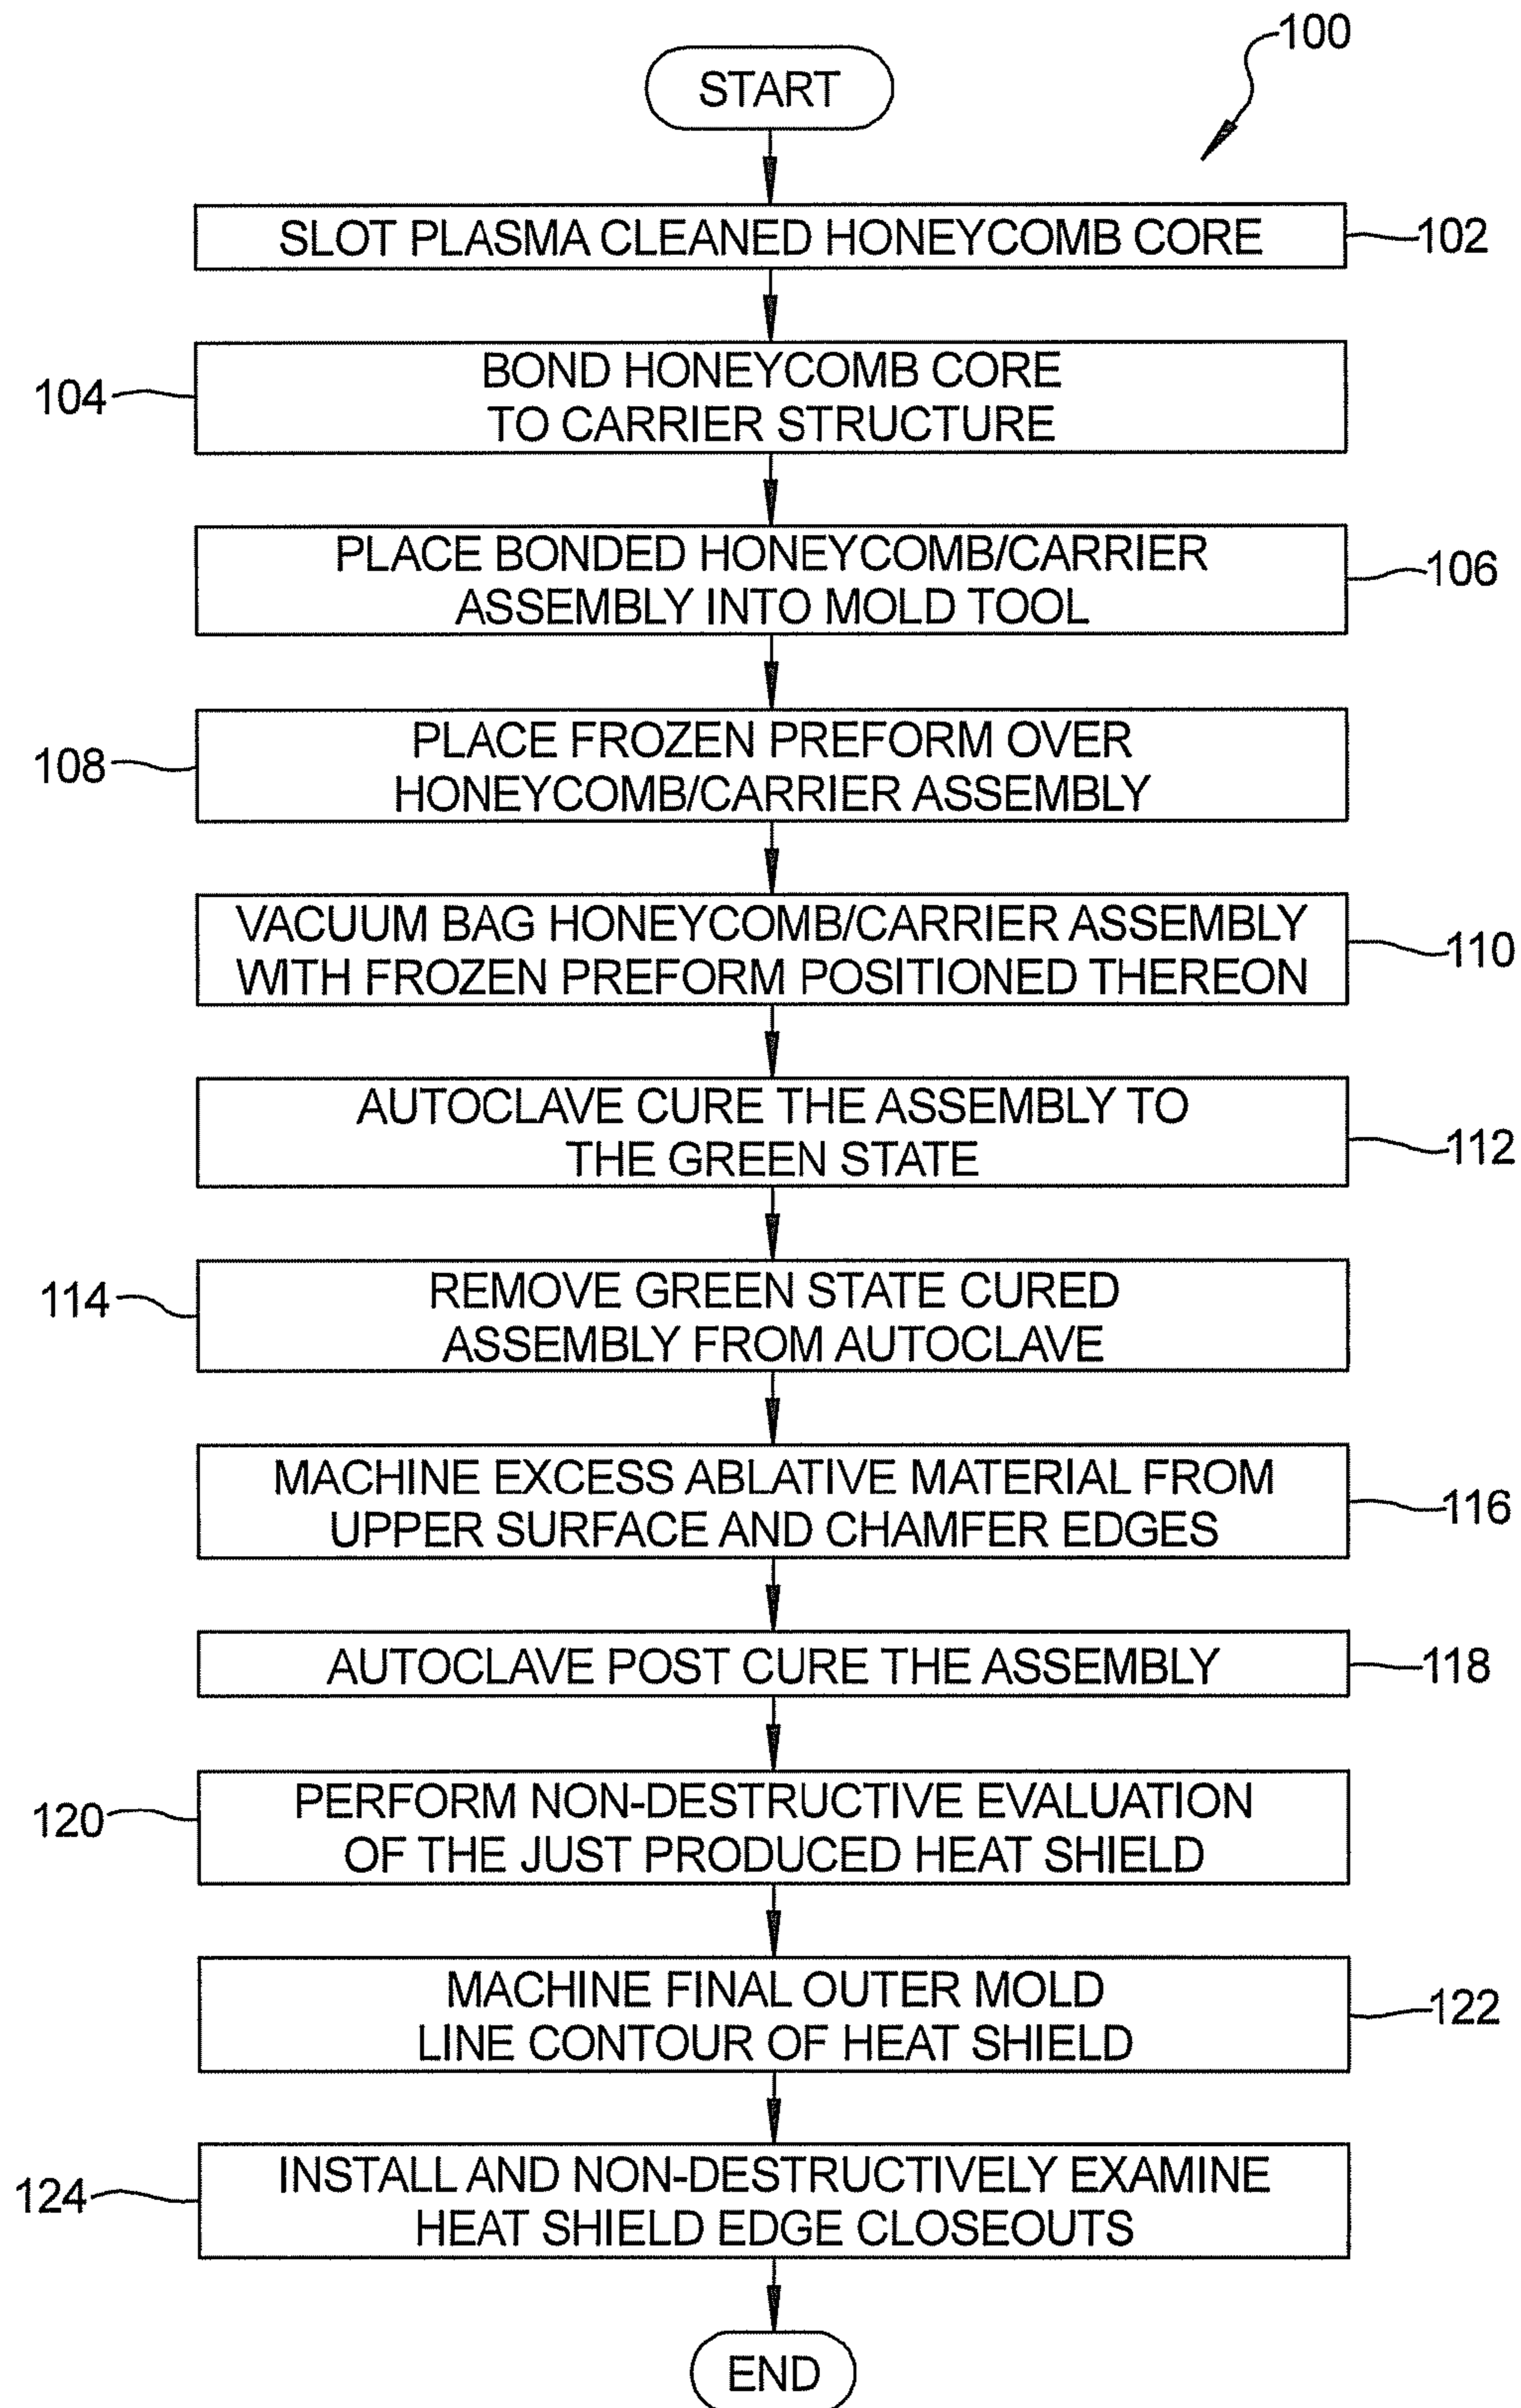 100
START
SLOT PLASMA CLEANED HONEYCOMB CORE
102
BOND HONEYCOMB CORE
TO CARRIER STRUCTURE
104
PLACE BONDED HONEYCOMB/CARRIER
ASSEMBLY INTO MOLD TOOL
106
PLACE FROZEN PREFORM OVER
HONEYCOMB/CARRIER ASSEMBLY
108
VACUUM BAG HONEYCOMB/CARRIER ASSEMBLY
WITH FROZEN PREFORM POSITIONED THEREON
110
AUTOCLAVE CURE THE ASSEMBLY TO
THE GREEN STATE
112
REMOVE GREEN STATE CURED
ASSEMBLY FROM AUTOCLAVE
114
MACHINE EXCESS ABLATIVE MATERIAL FROM
UPPER SURFACE AND CHAMFER EDGES
116
AUTOCLAVE POST CURE THE ASSEMBLY
118
PERFORM NON-DESTRUCTIVE EVALUATION
OF THE JUST PRODUCED HEAT SHIELD
120
MACHINE FINAL OUTER MOLD
LINE CONTOUR OF HEAT SHIELD
122
INSTALL AND NON-DESTRUCTIVELY EXAMINE
HEAT SHIELD EDGE CLOSEOUTS
124
END